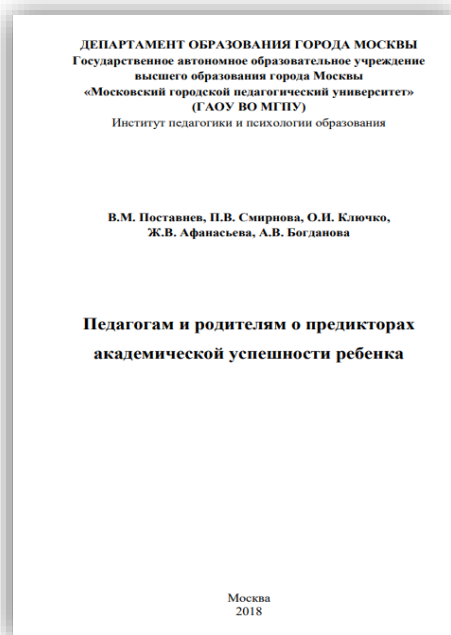 ДЕПАРТАМЕНТ ОБРАЗОВАНИЯ ГОРОДА МОСКВЫ
Государственное автономное образовательное учреждение
высшего образования города Москвы
«Московский городской педагогический университет»
(ГАОУ ВО МГПУ)
Институт педагогики и психологии образования
В.М. Поставнев, П.В. Смирнова, О.И. Ключко,
Ж.В. Афанасьева, А.В. Богданова
Педагогам и родителям о предикторах
академической успешности ребенка
Москва
2018